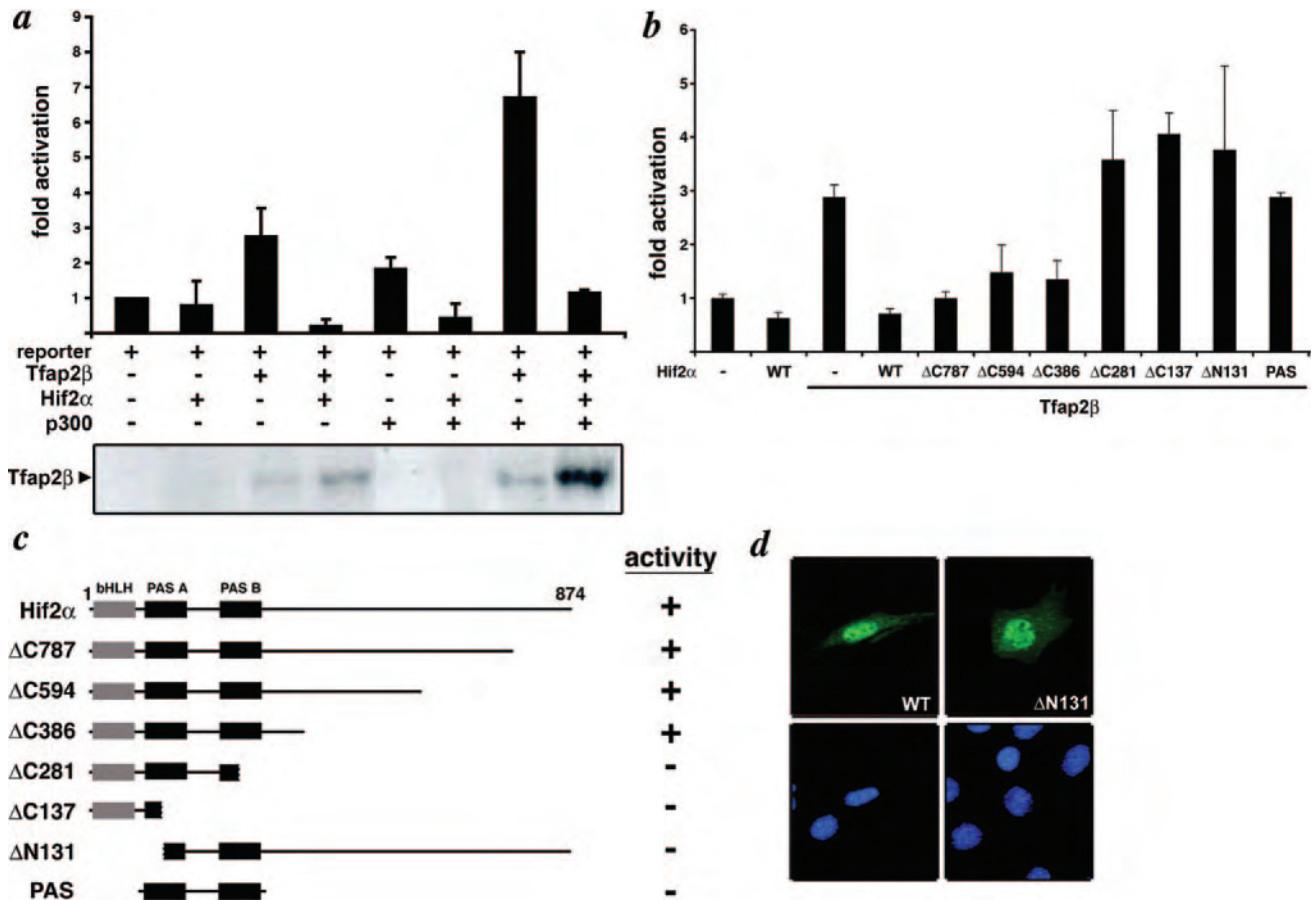 a
fold activation
9
8
7
6
5
4
3
2
1
reporter + + + + + + + +
Tfap2β - - + + - - + +
Hif2α - + - + - + - +
p300 - - - - + + + +
Tfap2β
b
fold activation
6
5
4
3
2
1
Hif2α - WT - WT ΔC787 ΔC594 ΔC386 ΔC281 ΔC137 ΔN131 PAS
Tfap2β
c
activity
bHLH PAS A PAS B
1 874
Hif2α +
ΔC787 +
ΔC594 +
ΔC386 +
ΔC281 -
ΔC137 -
ΔN131 -
PAS -
d
WT ΔN131